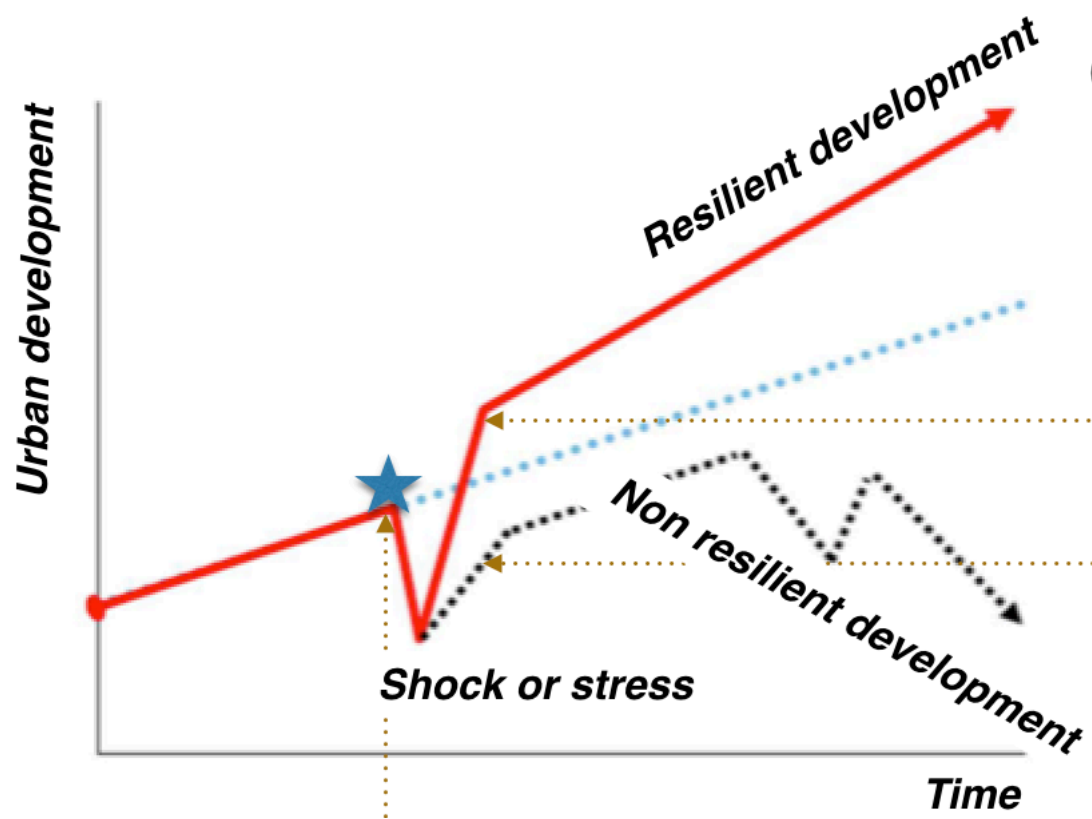 Urban development
Resilient development
Non resilient development
Shock or stress
Time